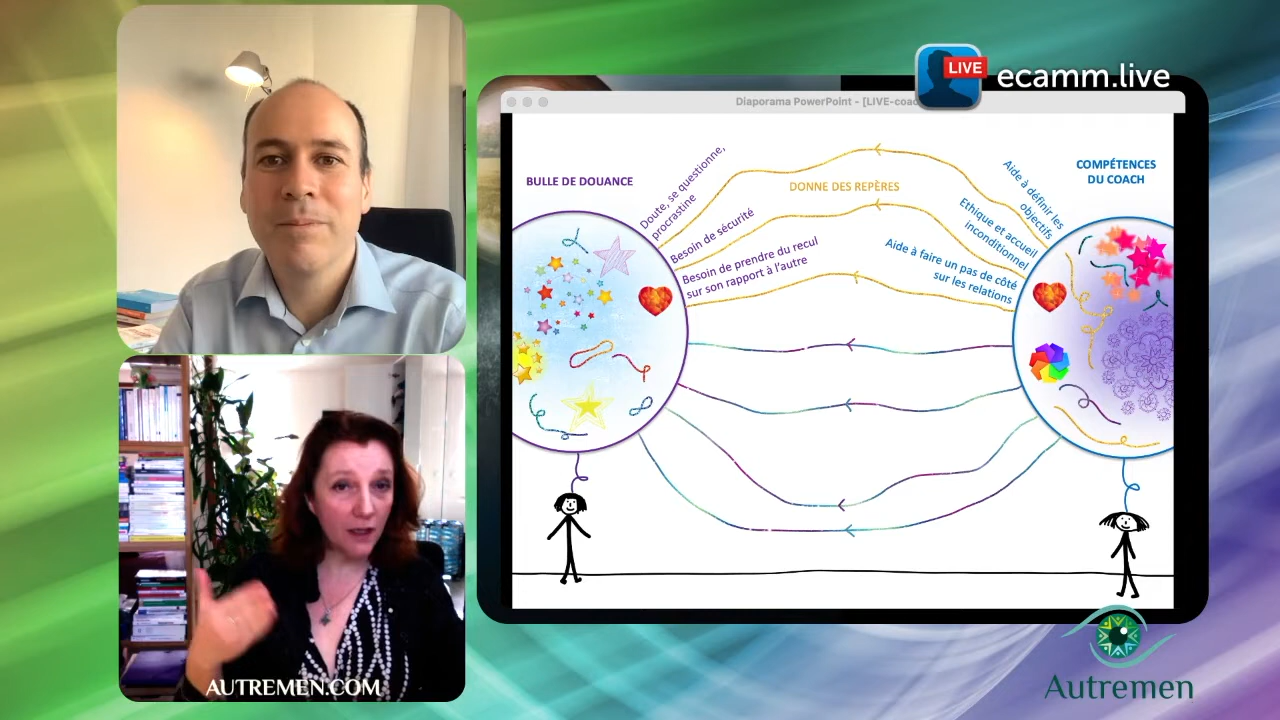 LIVE
ecamm.live
Diaporama PowerPoint - [LIVE-coac
BULLE DE DOUANCE
Doute, se questionne,
procrastine
Besoin de sécurité
Besoin de prendre du recul
sur son rapport à l'autre
DONNE DES REPÈRES
COMPÉTENCES
DU COACH
Aide à définir les
objectifs
Ethique et accueil
inconditionnel
Aide à faire un pas de côté
sur les relations
AUTREMEN.COM
Autremen